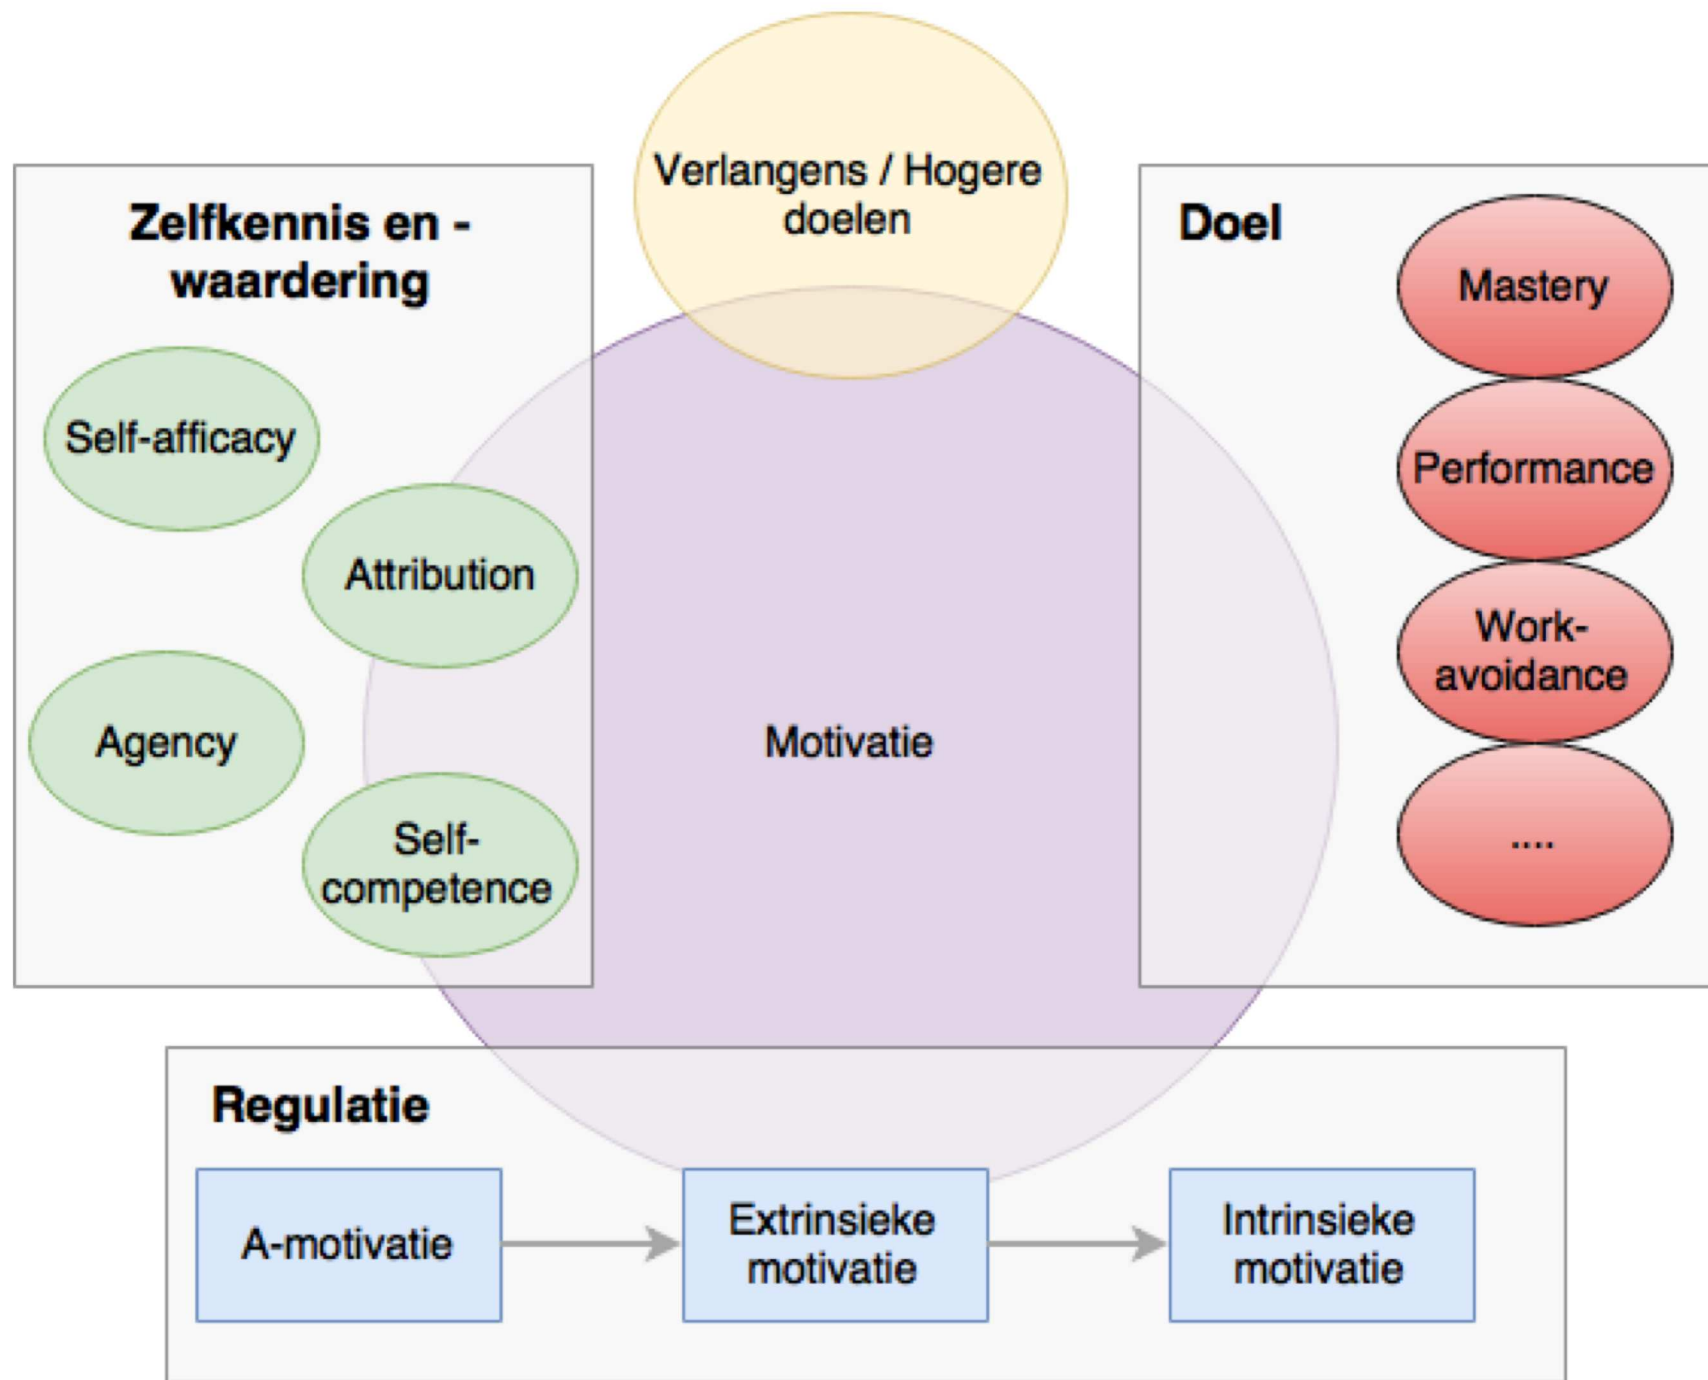 Verlangens / Hogere
doelen
Zelfkennis en -
waardering
Self-afficacy
Attribution
Agency
Self-
competence
Motivatie
Doel
Mastery
Performance
Work-
avoidance
....
Regulatie
A-motivatie
Extrinsieke
motivatie
Intrinsieke
motivatie